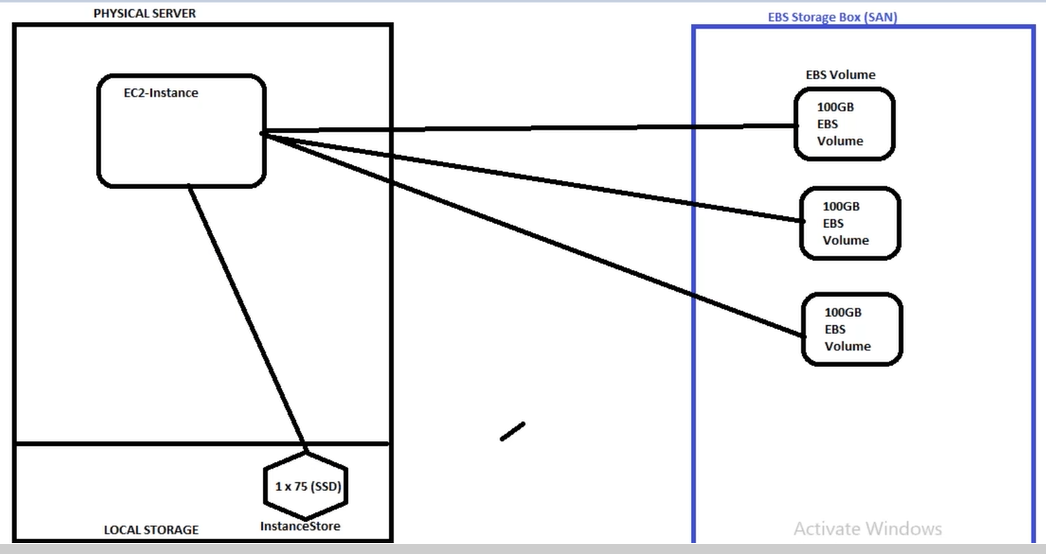 PHYSICAL SERVER
EBS Storage Box (SAN)
EC2-Instance
EBS Volume
100GB
EBS
Volume
100GB
EBS
Volume
100GB
EBS
Volume
1 x 75 (SSD)
InstanceStore
LOCAL STORAGE
Activate Windows